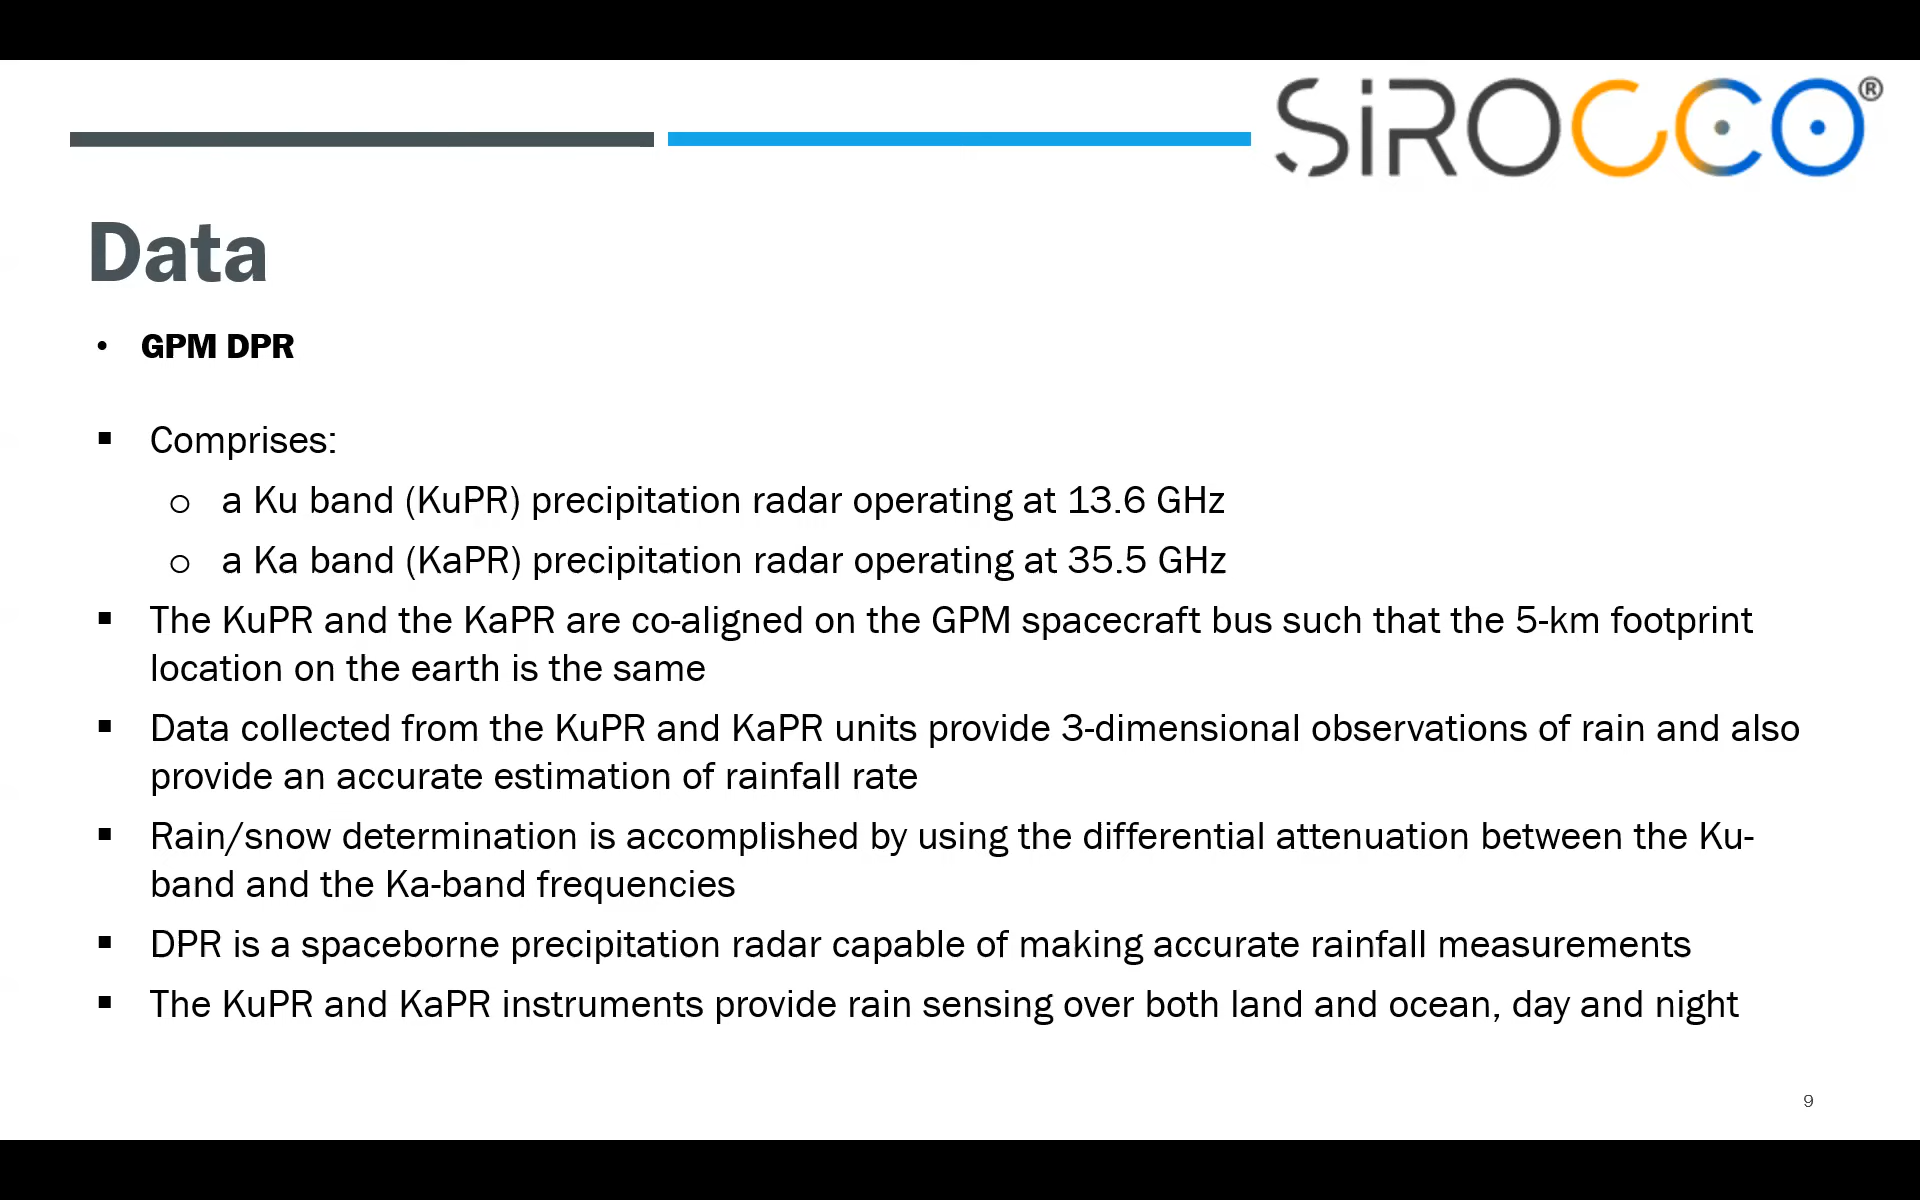 SiROCCO®
Data
• GPM DPR
▪ Comprises:
o a Ku band (KuPR) precipitation radar operating at 13.6 GHz
o a Ka band (KaPR) precipitation radar operating at 35.5 GHz
▪ The KuPR and the KaPR are co-aligned on the GPM spacecraft bus such that the 5-km footprint
location on the earth is the same
▪ Data collected from the KuPR and KaPR units provide 3-dimensional observations of rain and also
provide an accurate estimation of rainfall rate
▪ Rain/snow determination is accomplished by using the differential attenuation between the Ku-
band and the Ka-band frequencies
▪ DPR is a spaceborne precipitation radar capable of making accurate rainfall measurements
▪ The KuPR and KaPR instruments provide rain sensing over both land and ocean, day and night
9